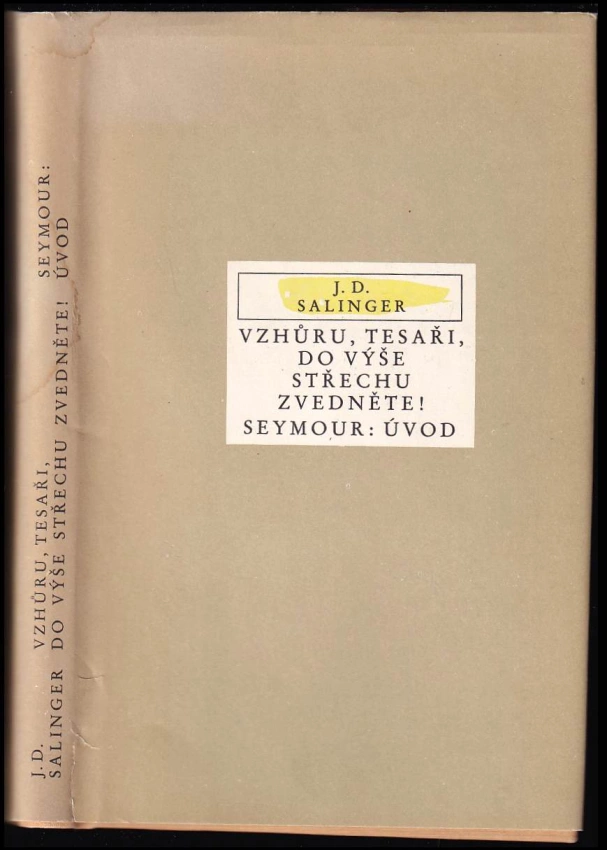 J. D.
SALINGER
VZHŮRU, TESAŘI,
DO VÝŠE
STŘECHU
ZVEDNĚTE!
SEYMOUR: ÚVOD
J. D.
SALINGER
VZHŮRU, TESAŘI,
DO VÝŠE STŘECHU ZVEDNĚTE!
SEYMOUR:
ÚVOD